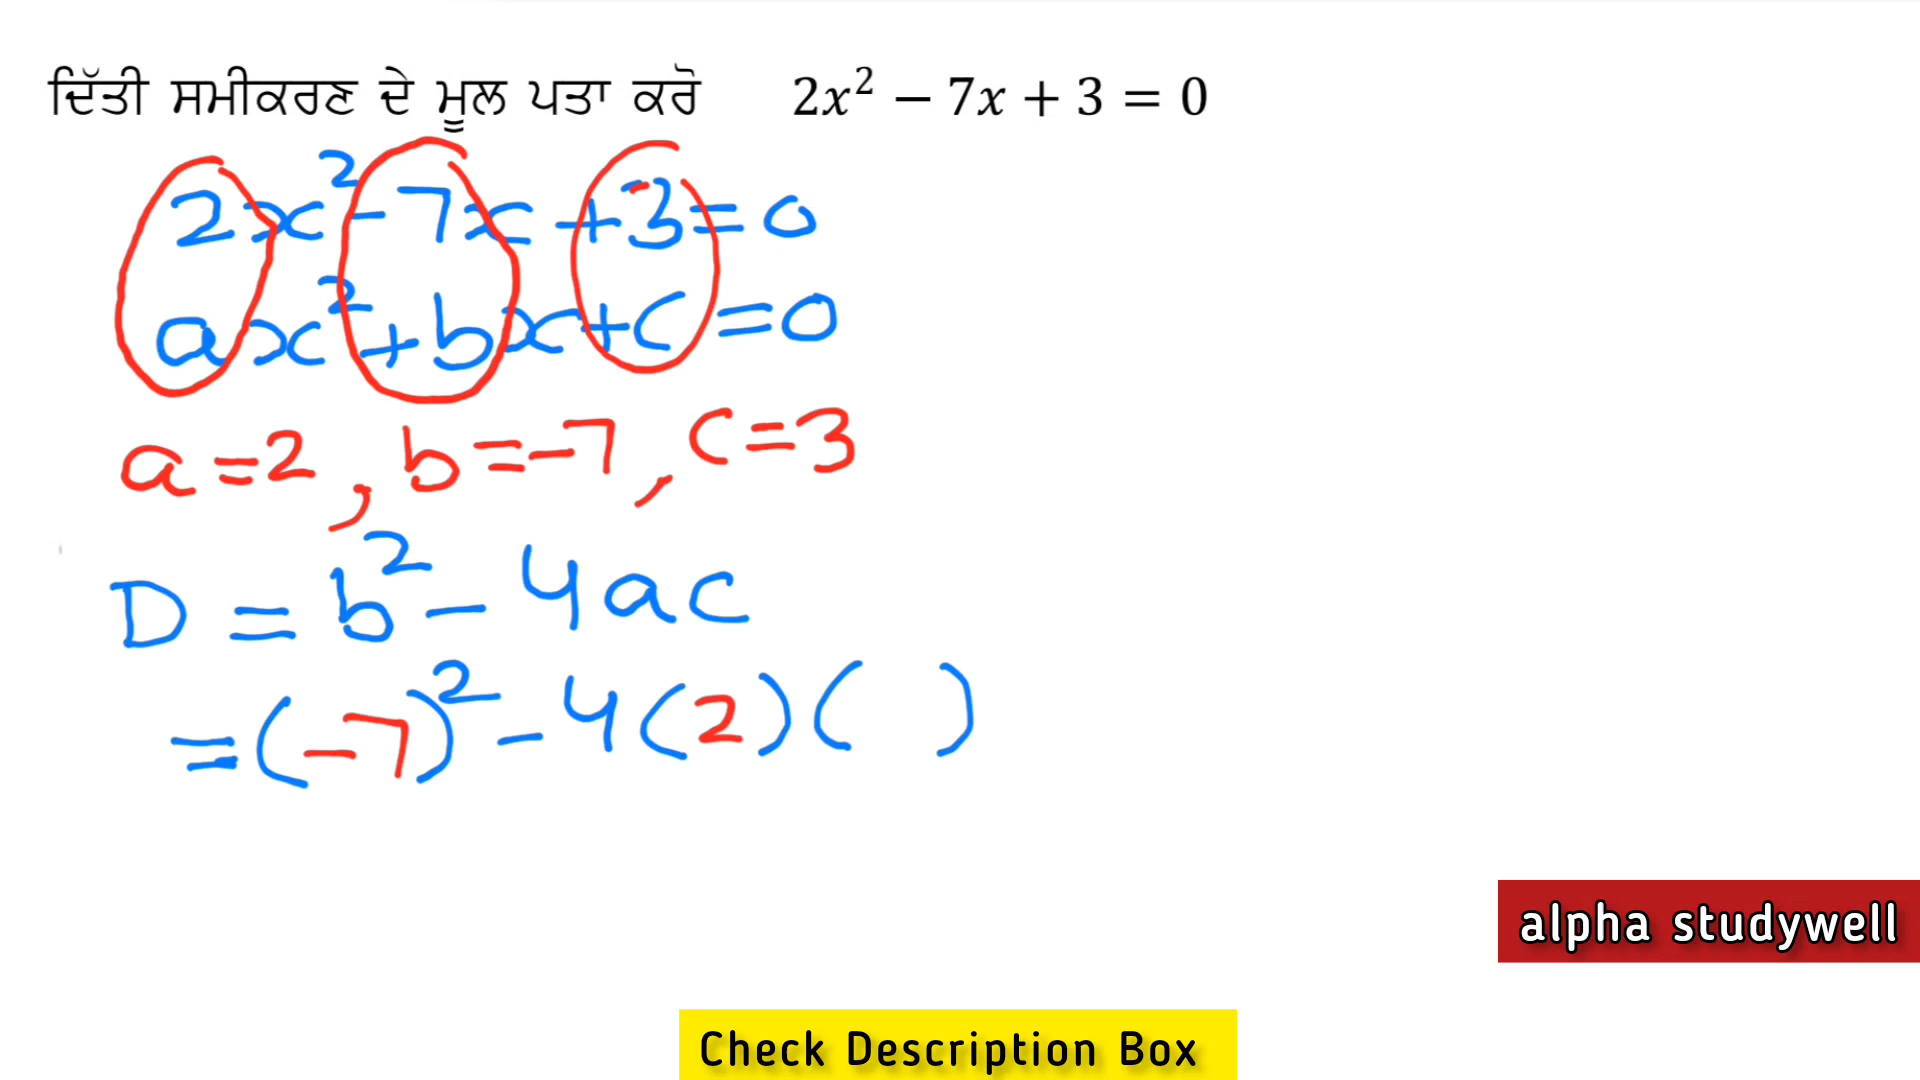 ਦਿੱਤੀ ਸਮੀਕਰਣ ਦੇ ਮੂਲ ਪਤਾ ਕਰੋ 2x² − 7x + 3 = 0
2x² - 7x + 3 = 0
ax² + bx + c = 0
a = 2, b = -7, c = 3
D = b² - 4ac
= (-7)² - 4(2)( )
alpha studywell
Check Description Box